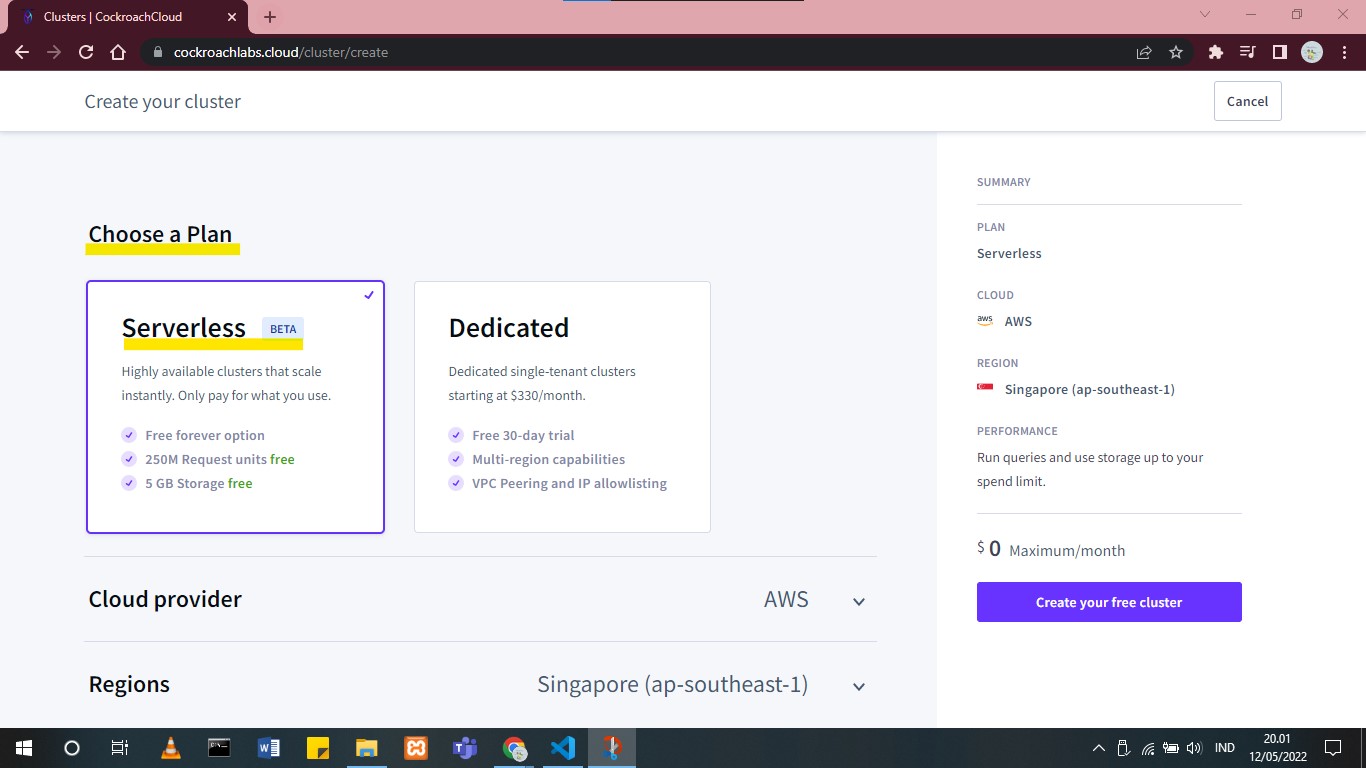 Clusters | CockroachCloud
cockroachlabs.cloud/cluster/create
Create your cluster
Cancel
Choose a Plan
Serverless BETA
Highly available clusters that scale
instantly. Only pay for what you use.
Free forever option
250M Request units free
5 GB Storage free
Dedicated
Dedicated single-tenant clusters
starting at $330/month.
Free 30-day trial
Multi-region capabilities
VPC Peering and IP allowlisting
Cloud provider AWS
Regions Singapore (ap-southeast-1)
SUMMARY
PLAN
Serverless
CLOUD
aws AWS
REGION
Singapore (ap-southeast-1)
PERFORMANCE
Run queries and use storage up to your
spend limit.
$ 0 Maximum/month
Create your free cluster
IND
20.01
12/05/2022